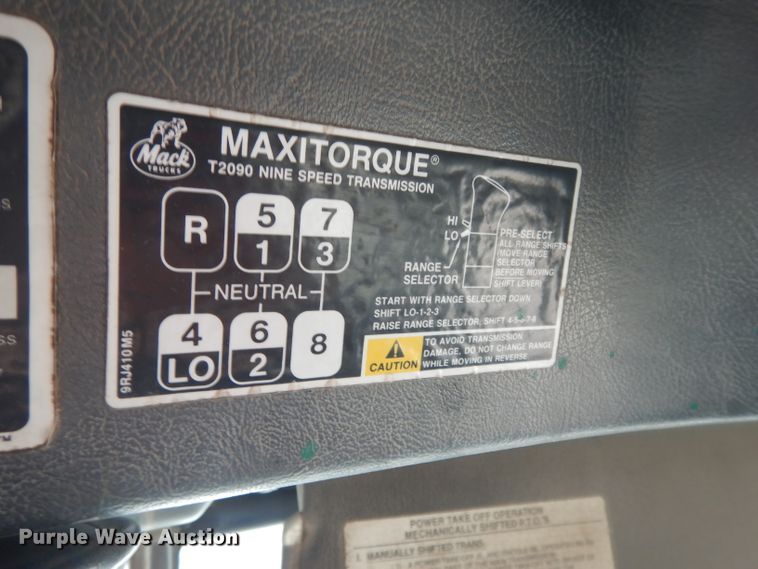 Mack
TRUCKS
MAXITORQUE®
T2090 NINE SPEED TRANSMISSION
R 5 7
1 3
NEUTRAL
4 6 8
LO 2
HI
LO
RANGE
SELECTOR
PRE-SELECT
ALL RANGE SHIFTS
(MOVE RANGE
SELECTOR
BEFORE MOVING
SHIFT LEVER)
START WITH RANGE SELECTOR DOWN
SHIFT LO-1-2-3
RAISE RANGE SELECTOR, SHIFT 4-5-6-7-8
CAUTION
TO AVOID TRANSMISSION
DAMAGE, DO NOT CHANGE RANGE
WHILE MOVING IN REVERSE
9RJ410M5
POWER TAKE OFF OPERATION
MECHANICALLY SHIFTED P.T.O.'S
1. MANUALLY SHIFTED TRANS.
Purple Wave Auction